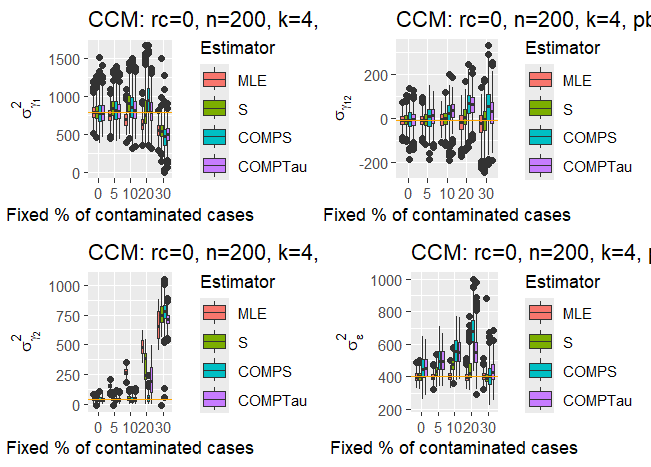 CCM: rc=0, n=200, k=4,
Estimator
MLE
S
COMPS
COMPTau
σ²γ1
1500
1000
500
0
0 5 10 20 30
Fixed % of contaminated cases
CCM: rc=0, n=200, k=4, pb
Estimator
MLE
S
COMPS
COMPTau
σγ12
200
0
-200
0 5 10 20 30
Fixed % of contaminated cases
CCM: rc=0, n=200, k=4,
Estimator
MLE
S
COMPS
COMPTau
σ²γ2
1000
750
500
250
0
0 5 10 20 30
Fixed % of contaminated cases
CCM: rc=0, n=200, k=4, p
Estimator
MLE
S
COMPS
COMPTau
σ²ε
1000
800
600
400
200
0 5 10 20 30
Fixed % of contaminated cases